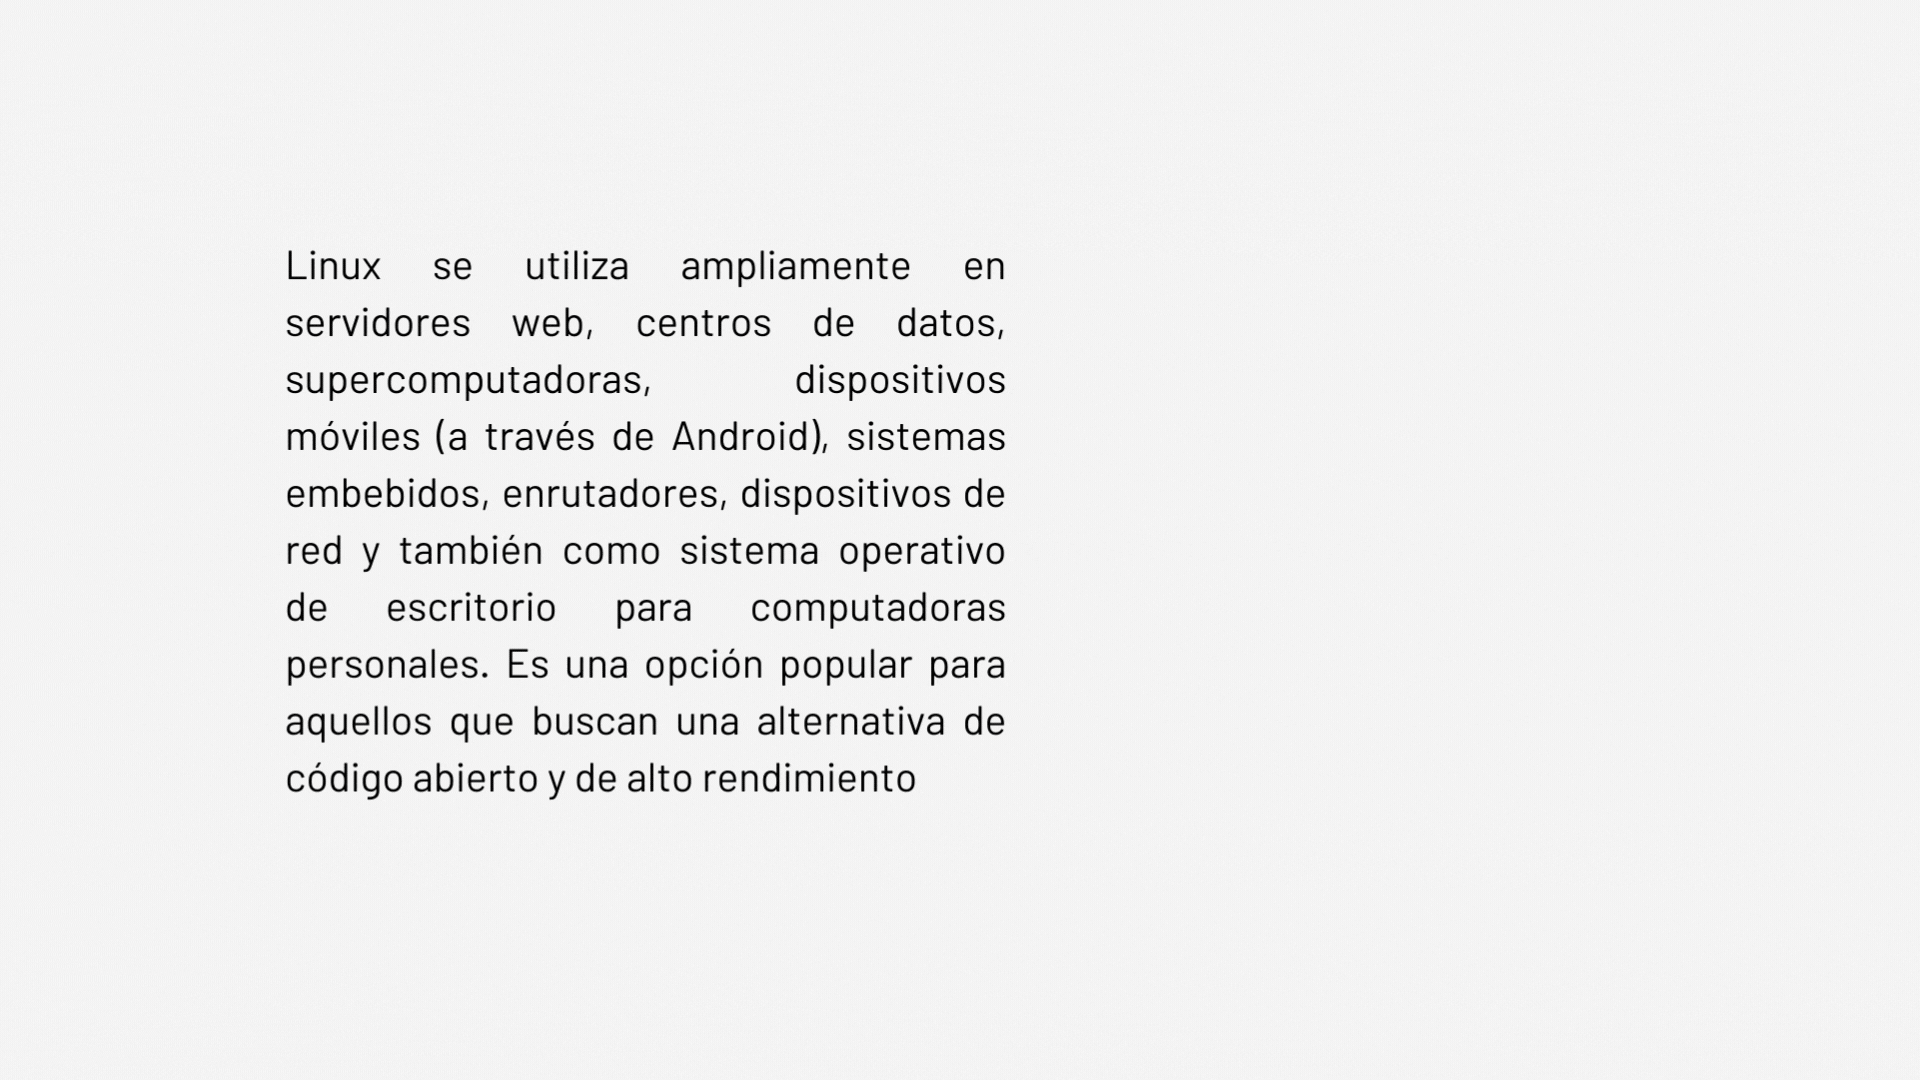 Linux se utiliza ampliamente en
servidores web, centros de datos,
supercomputadoras, dispositivos
móviles (a través de Android), sistemas
embebidos, enrutadores, dispositivos de
red y también como sistema operativo
de escritorio para computadoras
personales. Es una opción popular para
aquellos que buscan una alternativa de
código abierto y de alto rendimiento